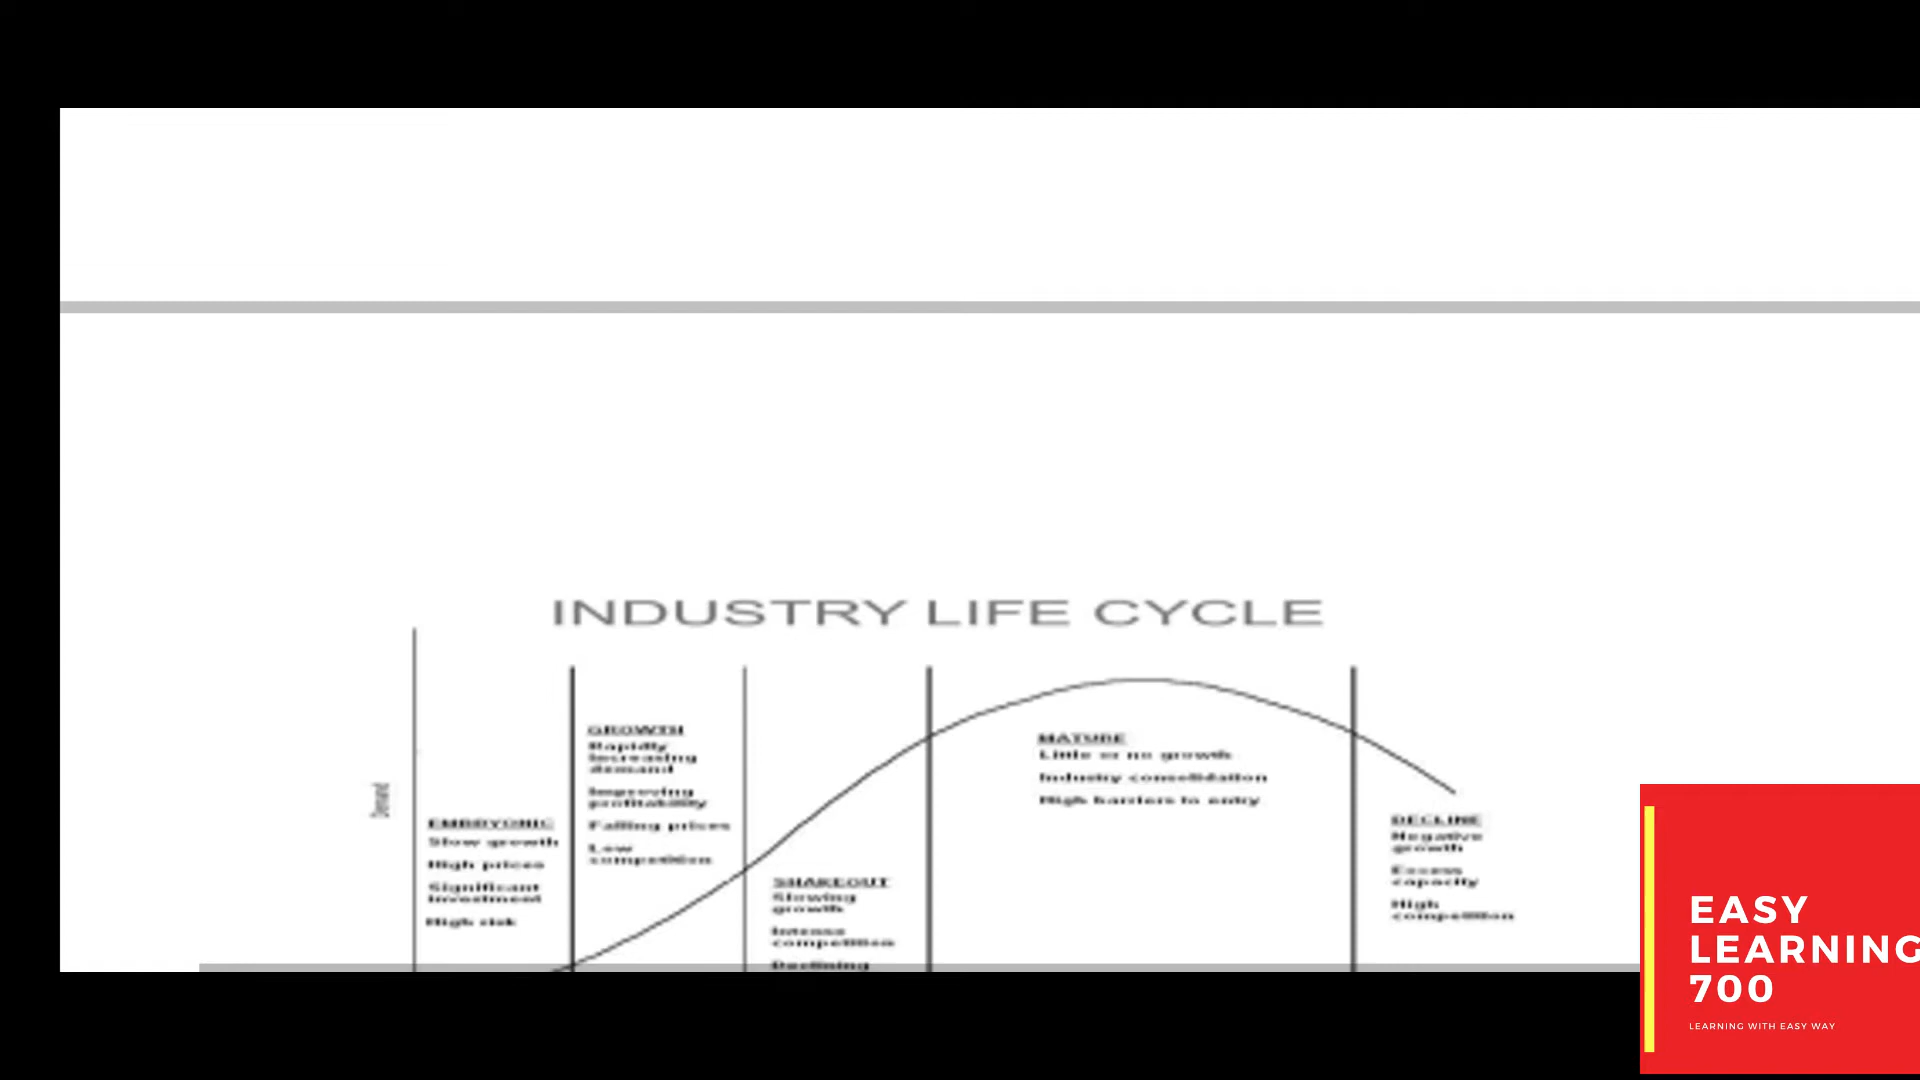 INDUSTRY LIFE CYCLE
Demand
EMBRYONIC
Slow growth
High prices
Significant
investment
High risk
GROWTH
Rapidly
increasing
demand
Improving
profitability
Falling prices
Low
competition
SHAKEOUT
Slowing
growth
Intense
competition
Declining
MATURE
Little or no growth
Industry consolidation
High barriers to entry
DECLINE
Negative
growth
Excess
capacity
High
competition
EASY
LEARNING
700
LEARNING WITH EASY WAY